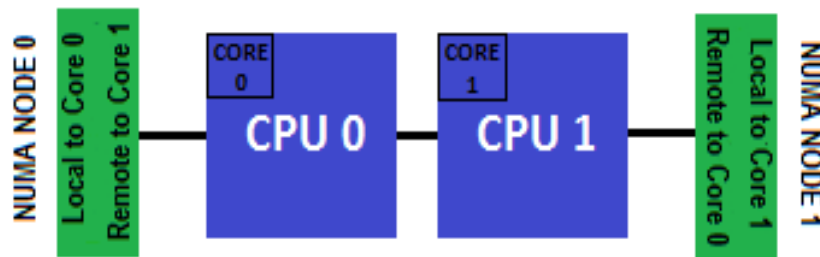 NUMA NODE 0
Local to Core 0
Remote to Core 1
CORE
0
CPU 0
CORE
1
CPU 1
Local to Core 1
Remote to Core 0
NUMA NODE 1